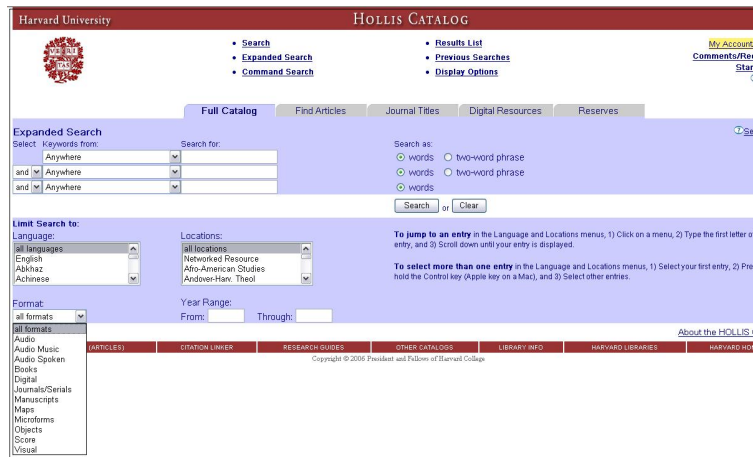 Harvard University HOLLIS CATALOG
VE RI TAS
• Search • Results List My Account
• Expanded Search • Previous Searches Comments/Re
• Command Search • Display Options Star
Full Catalog Find Articles Journal Titles Digital Resources Reserves
Expanded Search
Select Keywords from: Search for: Search as:
Anywhere words two-word phrase
and Anywhere words two-word phrase
and Anywhere words
Search or Clear
Limit Search to:
Language: Locations:
all languages all locations
English Networked Resource
Abkhaz Afro-American Studies
Achinese Andover-Harv. Theol
To jump to an entry in the Language and Locations menus, 1) Click on a menu, 2) Type the first letter o
entry, and 3) Scroll down until your entry is displayed.
To select more than one entry in the Language and Locations menus, 1) Select your first entry, 2) Pre
hold the Control key (Apple key on a Mac), and 3) Select other entries.
Format: Year Range:
all formats From: Through:
About the HOLLIS
(ARTICLES) CITATION LINKER RESEARCH GUIDES OTHER CATALOGS LIBRARY INFO HARVARD LIBRARIES HARVARD HO
Copyright © 2006 President and Fellows of Harvard College
all formats
Audio
Audio Music
Audio Spoken
Books
Digital
Journals/Serials
Manuscripts
Maps
Microforms
Objects
Score
Visual